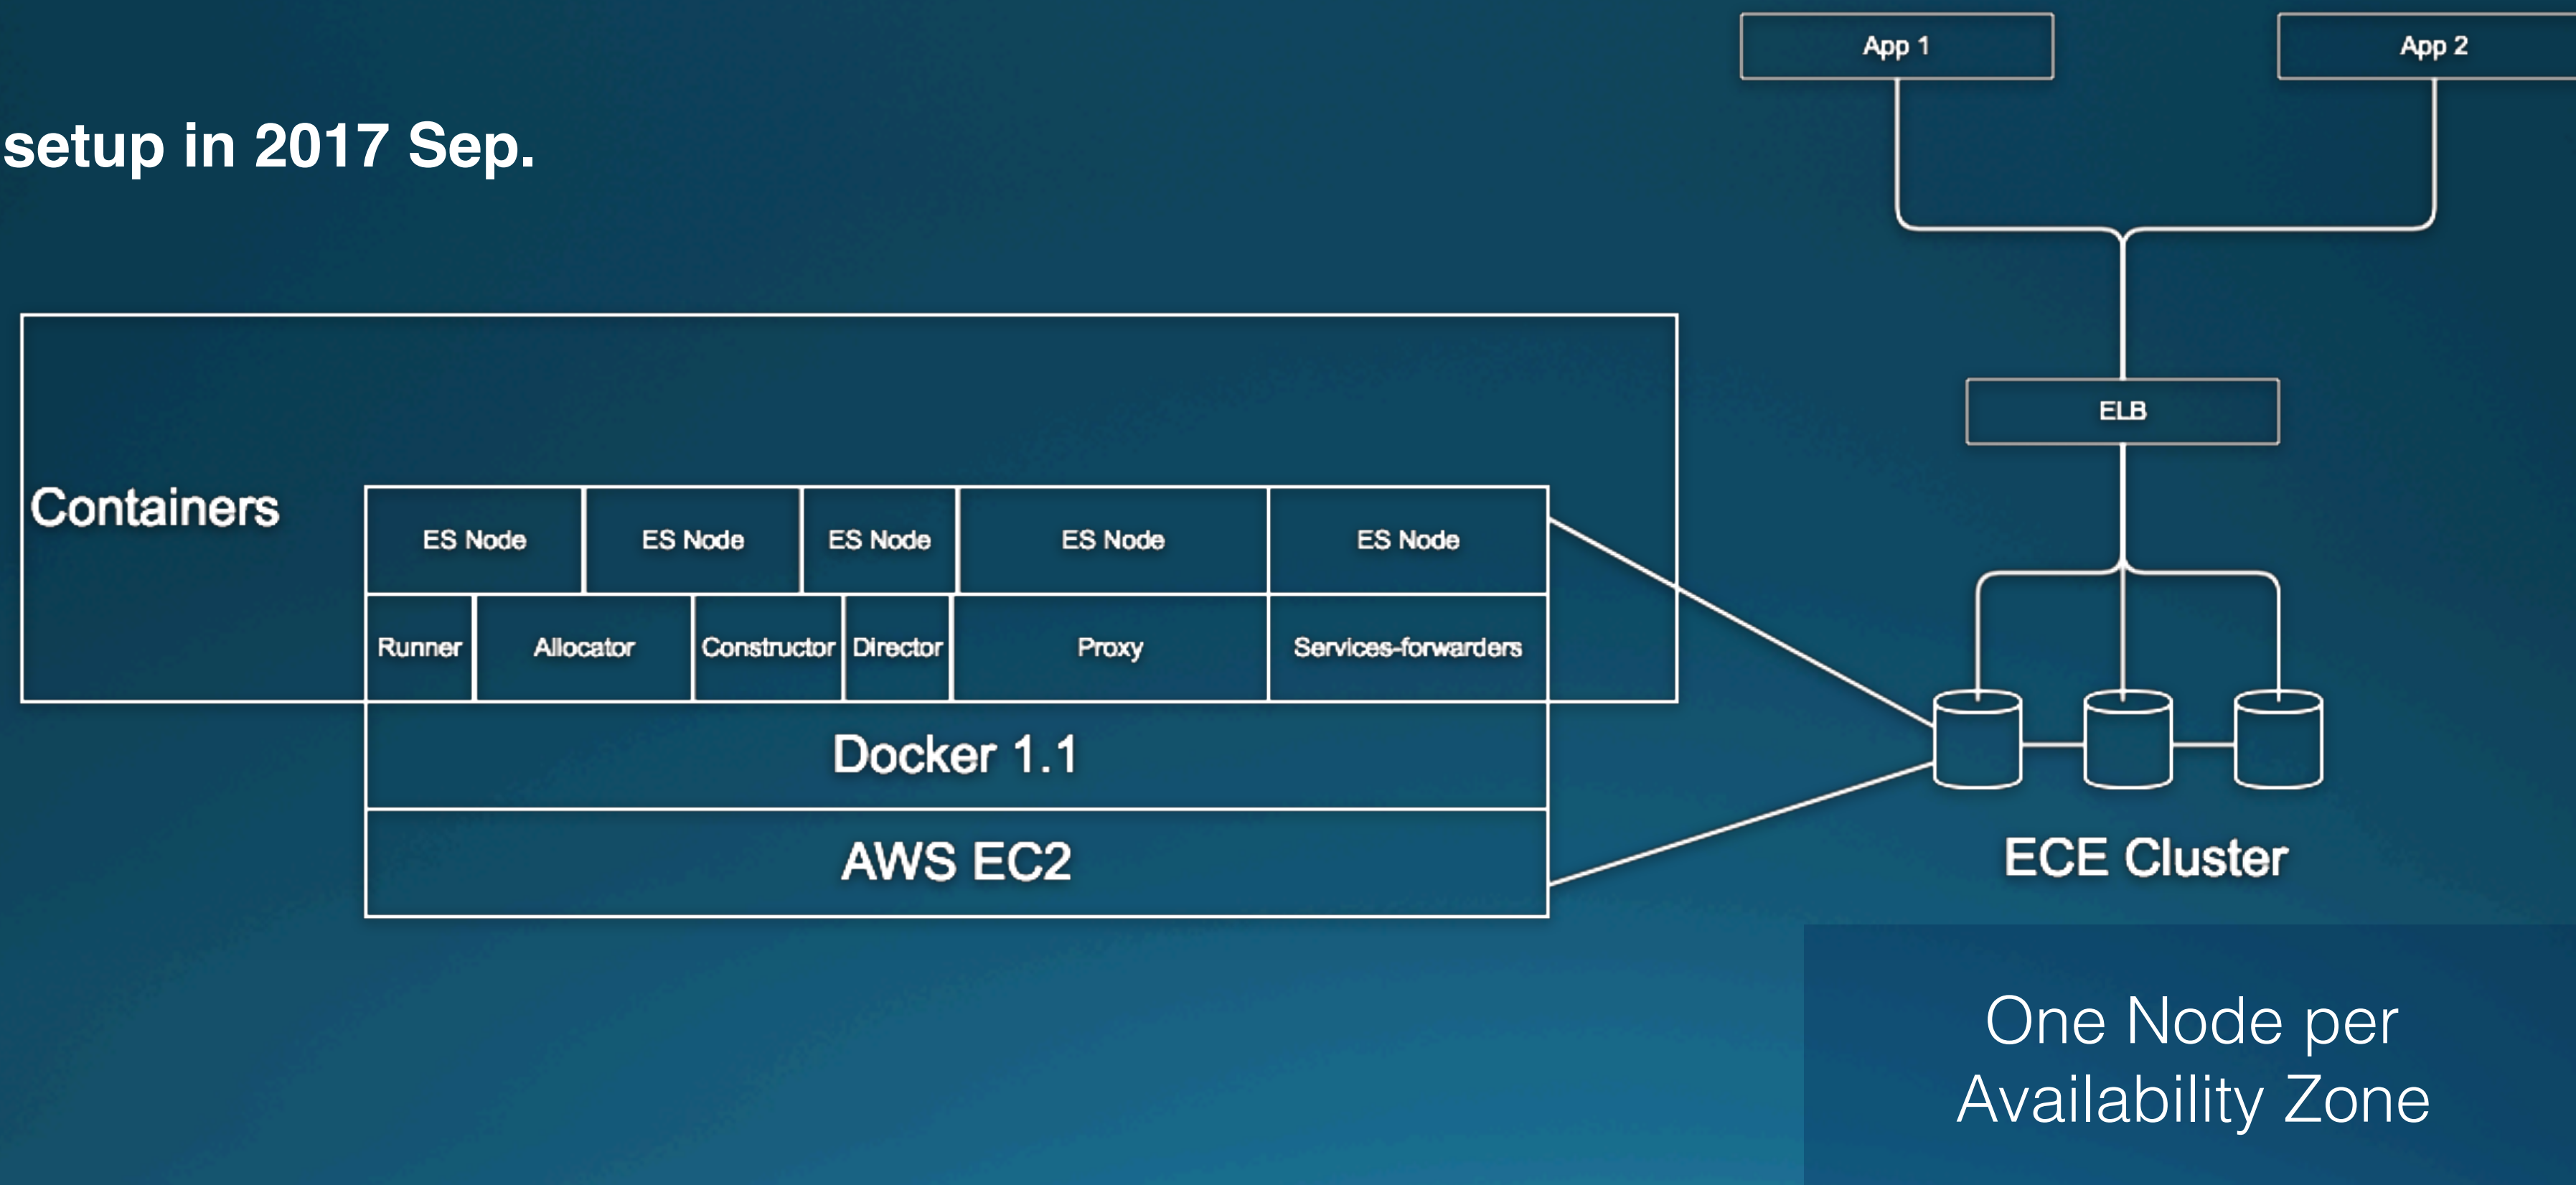 App 1
App 2
setup in 2017 Sep.
ELB
Containers
ES Node
ES Node
ES Node
ES Node
ES Node
Runner
Allocator
Constructor
Director
Proxy
Services-forwarders
Docker 1.1
AWS EC2
ECE Cluster
One Node per
Availability Zone